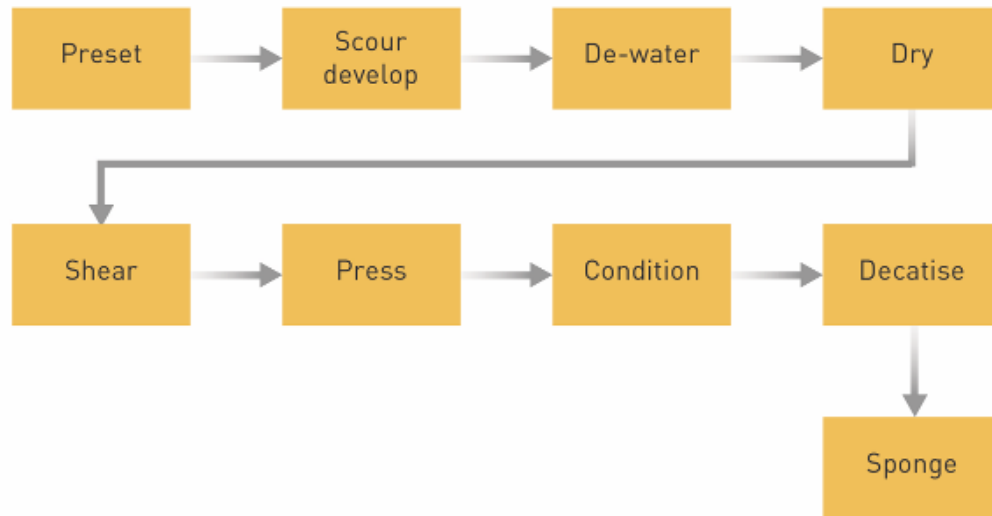 Preset
Scour
develop
De-water
Dry
Shear
Press
Condition
Decatise
Sponge